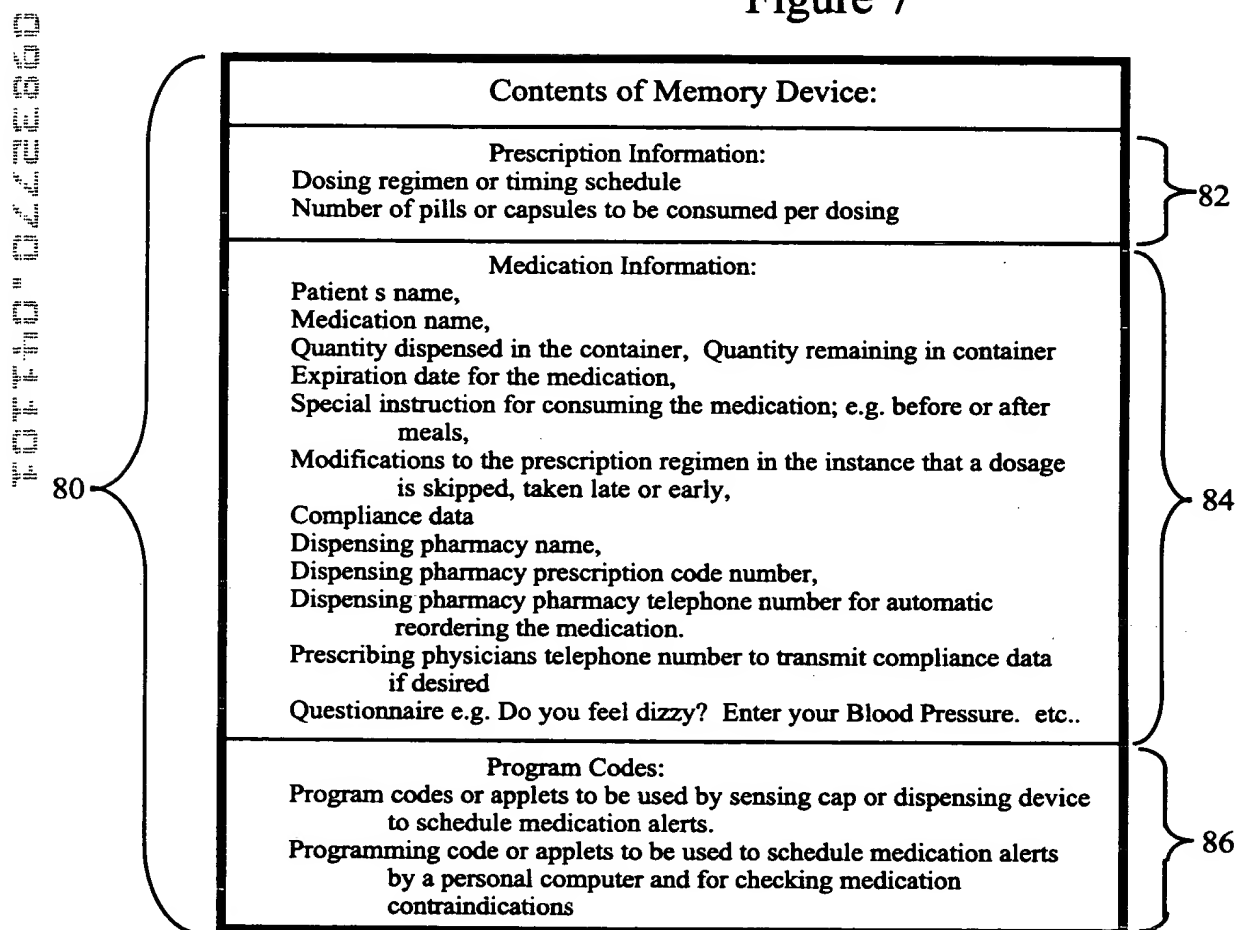 Figure 7
Contents of Memory Device:
Prescription Information:
Dosing regimen or timing schedule
Number of pills or capsules to be consumed per dosing
82
Medication Information:
Patient s name,
Medication name,
Quantity dispensed in the container, Quantity remaining in container
Expiration date for the medication,
Special instruction for consuming the medication; e.g. before or after
meals,
Modifications to the prescription regimen in the instance that a dosage
is skipped, taken late or early,
80
Compliance data
84
Dispensing pharmacy name,
Dispensing pharmacy prescription code number,
Dispensing pharmacy pharmacy telephone number for automatic
reordering the medication.
Prescribing physicians telephone number to transmit compliance data
if desired
Questionnaire e.g. Do you feel dizzy? Enter your Blood Pressure. etc..
Program Codes:
Program codes or applets to be used by sensing cap or dispensing device
to schedule medication alerts.
Programming code or applets to be used to schedule medication alerts
86
by a personal computer and for checking medication
contraindications